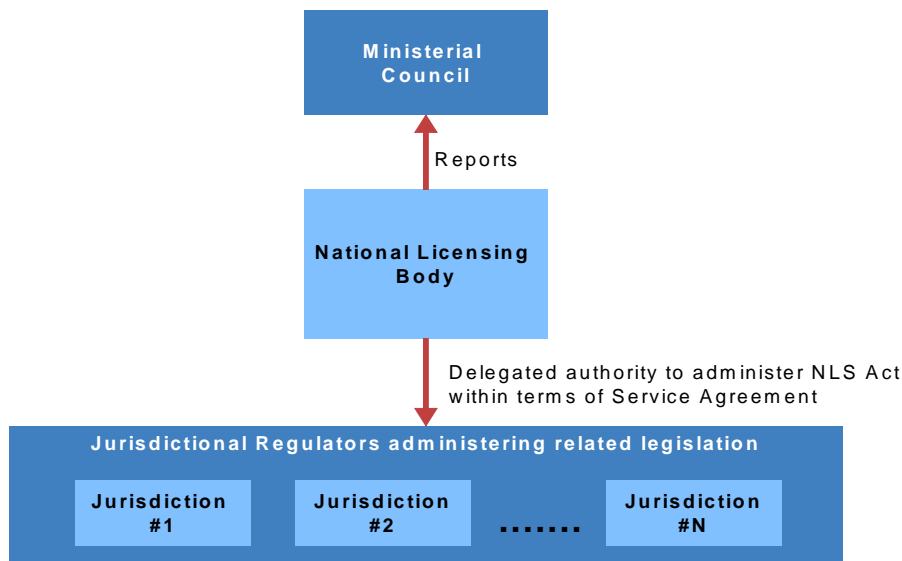 Ministerial
Council
Reports
National Licensing
Body
Delegated authority to administer NLS Act
within terms of Service Agreement
Jurisdictional Regulators administering related legislation
Jurisdiction
#1
Jurisdiction
#2
.......
Jurisdiction
#N